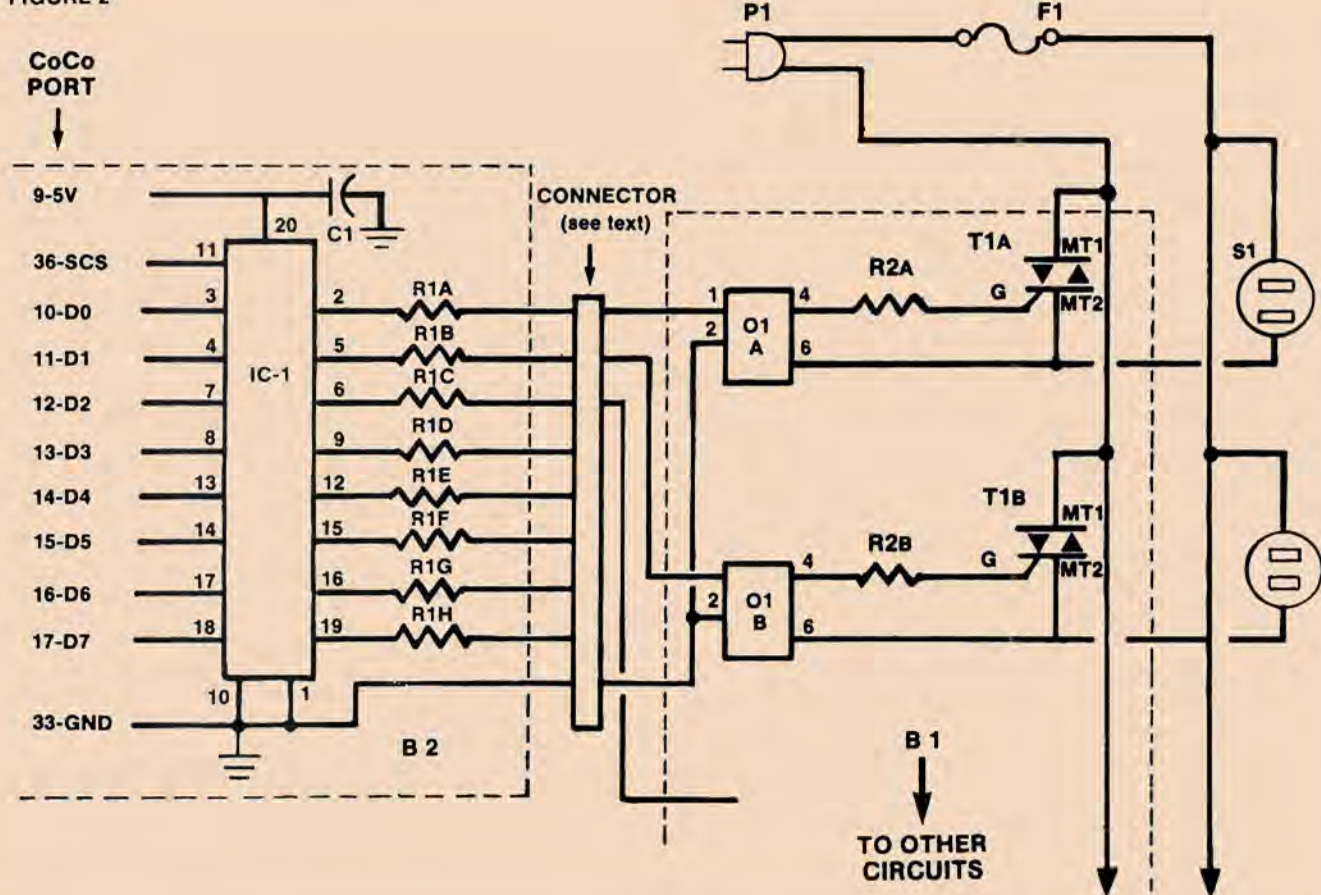 FIGURE 2
CoCo
PORT
P1
F1
9-5V
36-SCS
10-D0
11-D1
12-D2
13-D3
14-D4
15-D5
16-D6
17-D7
33-GND
20
C1
11
3
4
7
8
13
14
17
18
10
1
IC-1
2
5
6
9
12
15
16
19
R1A
R1B
R1C
R1D
R1E
R1F
R1G
R1H
B 2
CONNECTOR
(see text)
1
2
O1
A
4
6
R2A
G
T1A
MT1
MT2
S1
2
O1
B
4
6
R2B
G
T1B
MT1
MT2
B 1
TO OTHER
CIRCUITS